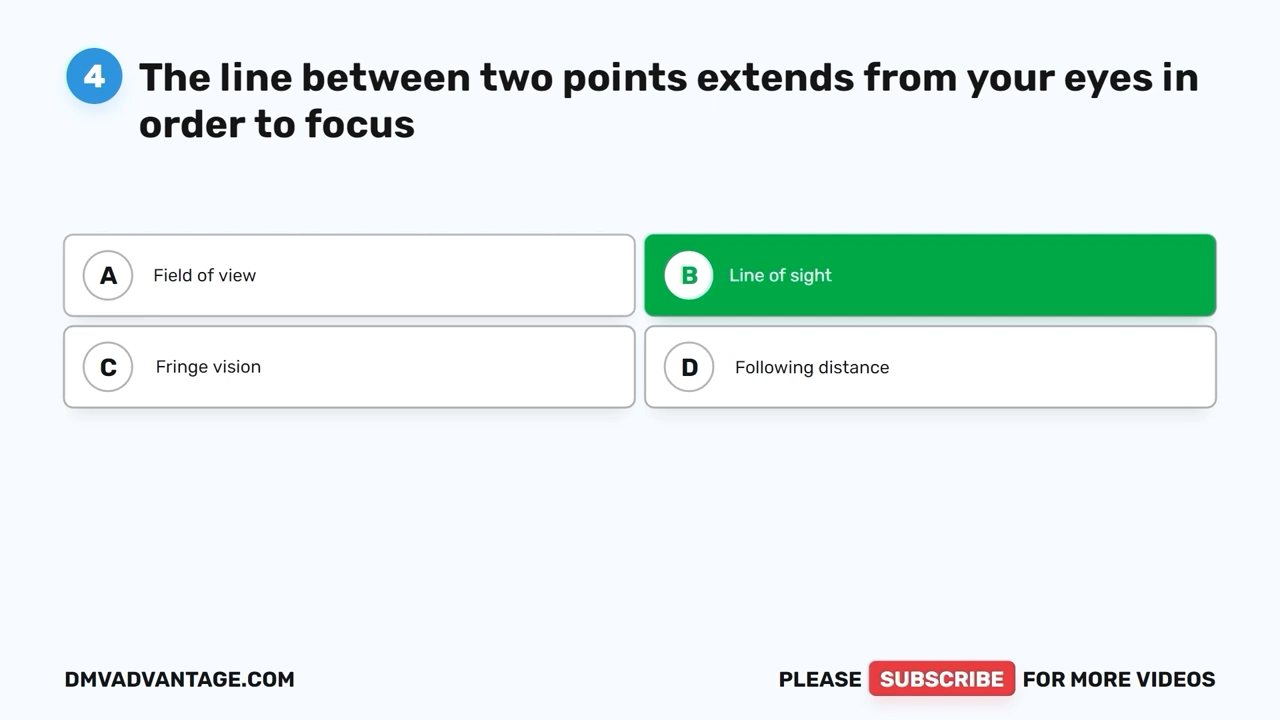 4
The line between two points extends from your eyes in
order to focus
A Field of view
B Line of sight
C Fringe vision
D Following distance
DMVADVANTAGE.COM
PLEASE SUBSCRIBE FOR MORE VIDEOS